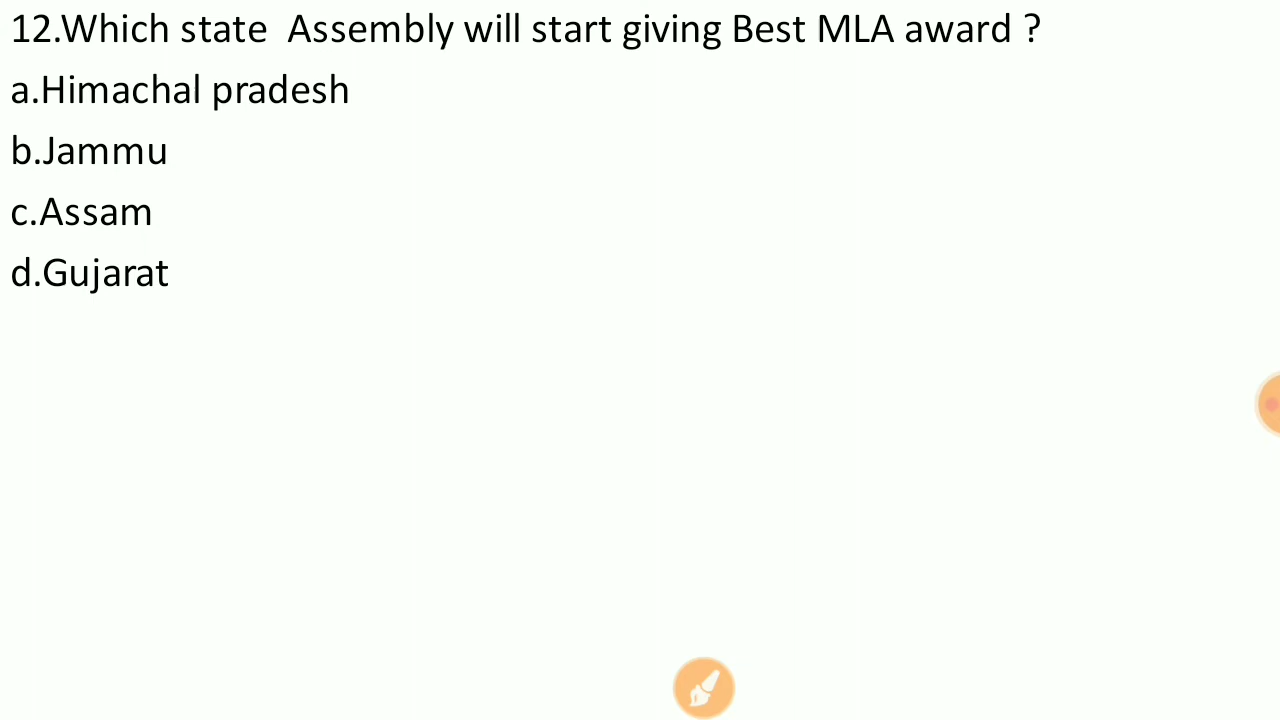 12.Which state  Assembly will start giving Best MLA award ?
a.Himachal pradesh
b.Jammu
c.Assam
d.Gujarat